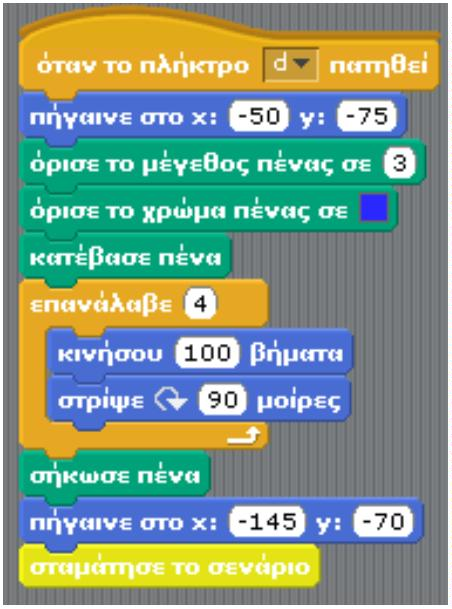 όταν το πλήκτρο d πατηθεί
πήγαινε στο x: -50 y: -75
όρισε το μέγεθος πένας σε 3
όρισε το χρώμα πένας σε
κατέβασε πένα
επανάλαβε 4
κινήσου 100 βήματα
στρίψε 90 μοίρες
σήκωσε πένα
πήγαινε στο x: -145 y: -70
σταμάτησε το σενάριο